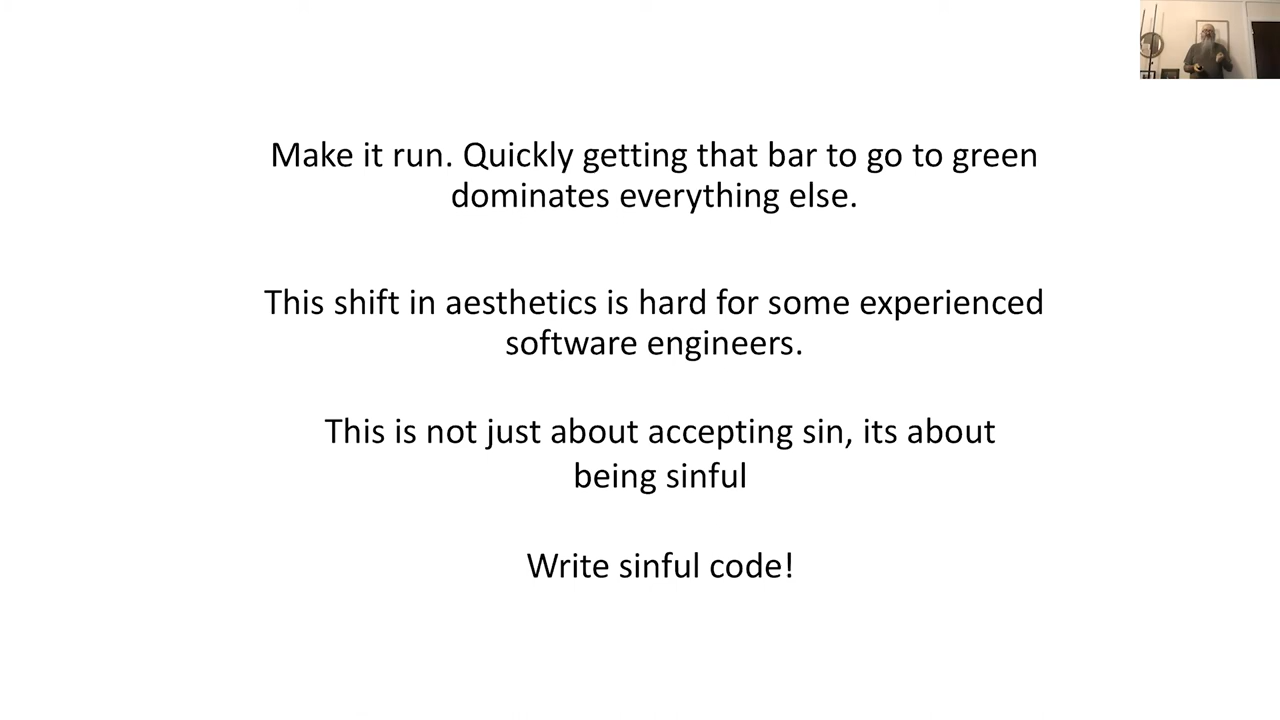 Make it run. Quickly getting that bar to go to green
dominates everything else.
This shift in aesthetics is hard for some experienced
software engineers.
This is not just about accepting sin, its about
being sinful
Write sinful code!